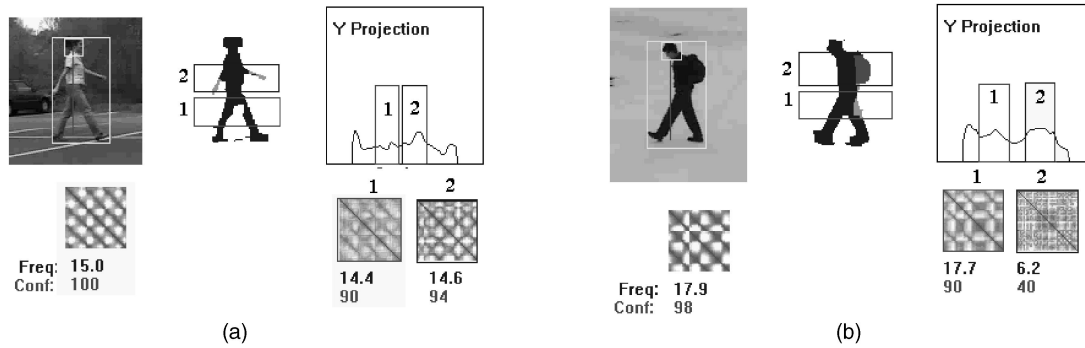 Y Projection
2
1
1 2
1 2
Freq: 15.0
Conf: 100
14.4 14.6
90 94
(a)
Y Projection
2
1
1 2
1 2
Freq: 17.9
Conf: 98
17.7 6.2
90 40
(b)